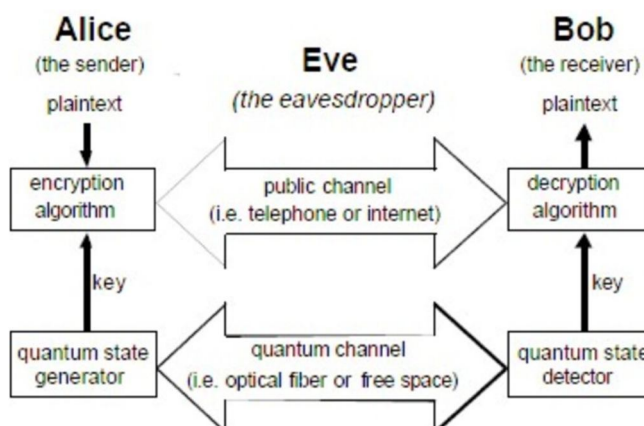 Alice
(the sender)
plaintext
Eve
(the eavesdropper)
Bob
(the receiver)
plaintext
encryption
algorithm
public channel
(i.e. telephone or internet)
decryption
algorithm
key
key
quantum state
generator
quantum channel
(i.e. optical fiber or free space)
quantum state
detector